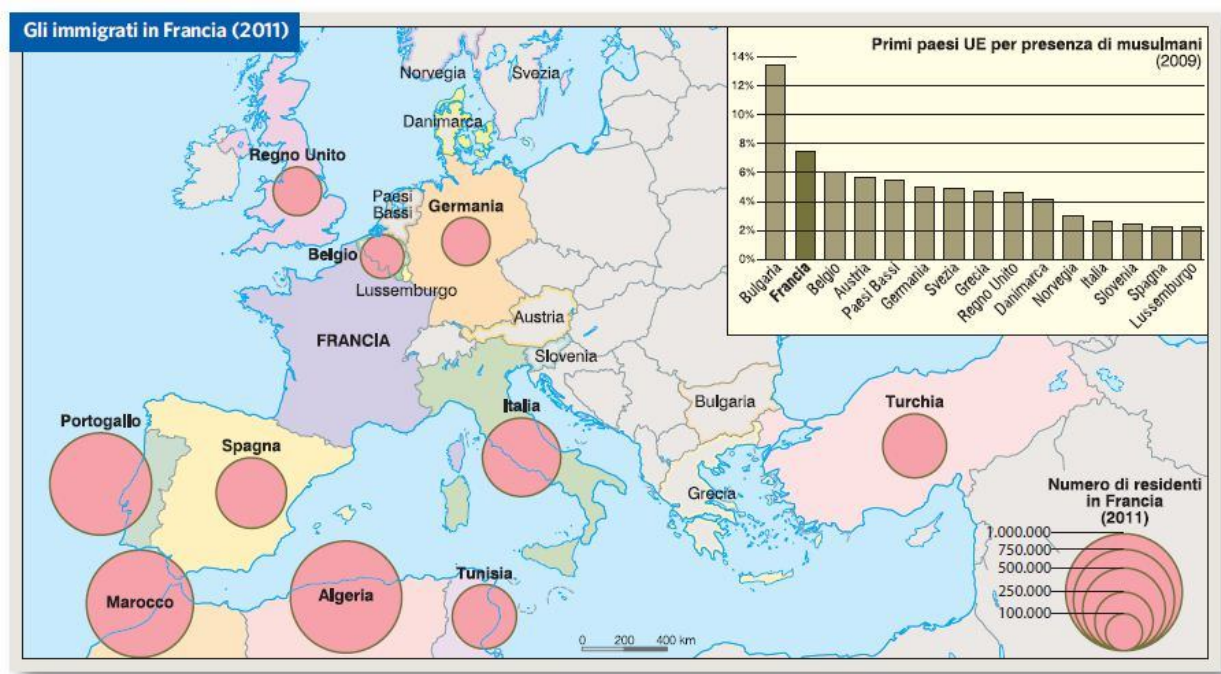 Gli immigrati in Francia (2011)
Norvegia
Svezia
Danimarca
Regno Unito
Paesi
Bassi
Germania
Belgio
Lussemburgo
FRANCIA
Austria
Slovenia
Portogallo
Spagna
Italia
Bulgaria
Turchia
Grecia
Marocco
Algeria
Tunisia
0 200 400 km
Primi paesi UE per presenza di musulmani
(2009)
14%
12%
10%
8%
6%
4%
2%
0%
Bulgaria
Francia
Belgio
Austria
Paesi Bassi
Germania
Svezia
Grecia
Regno Unito
Danimarca
Norvegia
Italia
Slovenia
Spagna
Lussemburgo
Numero di residenti
in Francia
(2011)
1.000.000
750.000
500.000
250.000
100.000